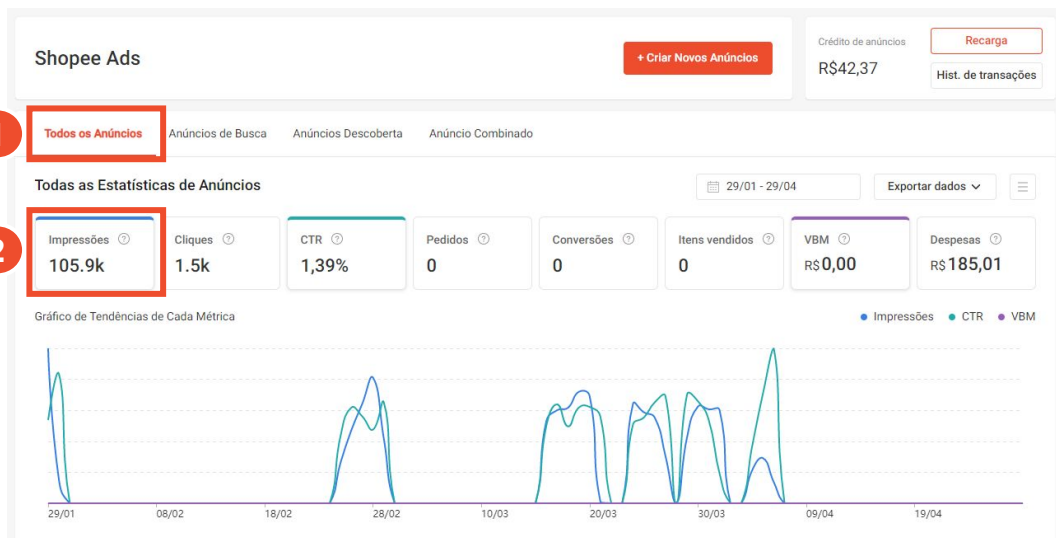 Shopee Ads
+ Criar Novos Anúncios
Crédito de anúncios
R$42,37
Recarga
Hist. de transações
1
Todos os Anúncios
Anúncios de Busca
Anúncios Descoberta
Anúncio Combinado
Todas as Estatísticas de Anúncios
29/01 - 29/04
Exportar dados
2
Impressões ?
105.9k
Cliques ?
1.5k
CTR ?
1,39%
Pedidos ?
0
Conversões ?
0
Itens vendidos ?
0
VBM ?
R$0,00
Despesas ?
R$185,01
Gráfico de Tendências de Cada Métrica
Impressões CTR VBM
29/01 08/02 18/02 28/02 10/03 20/03 30/03 09/04 19/04